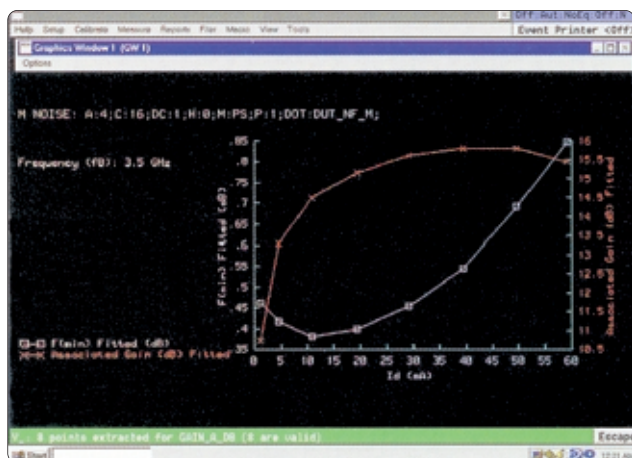 Off:Aut:NoEq:Off:N
Help Setup Calibrate Measure Reports Plot Macro View Tools
Event Printer <Off>
Graphics Window 1 (GW 1)
Options
M NOISE: A:4;C:16;DC:1;H:0;M:PS;P:1;DOT:DUT_NF_M;
Frequency (f0): 3.5 GHz
F(min) Fitted (dB)
.85
.8
.75
.7
.65
.6
.55
.5
.45
.4
.35
16
15.5
15
14.5
14
13.5
13
12.5
12
11.5
11
10.5
Associated Gain (dB) Fitted
0 5 10 15 20 25 30 35 40 45 50 55 60
Id (mA)
F(min) Fitted (dB)
Associated Gain (dB) Fitted
8 points extracted for GAIN_A_DB (8 are valid)
Escape
Start